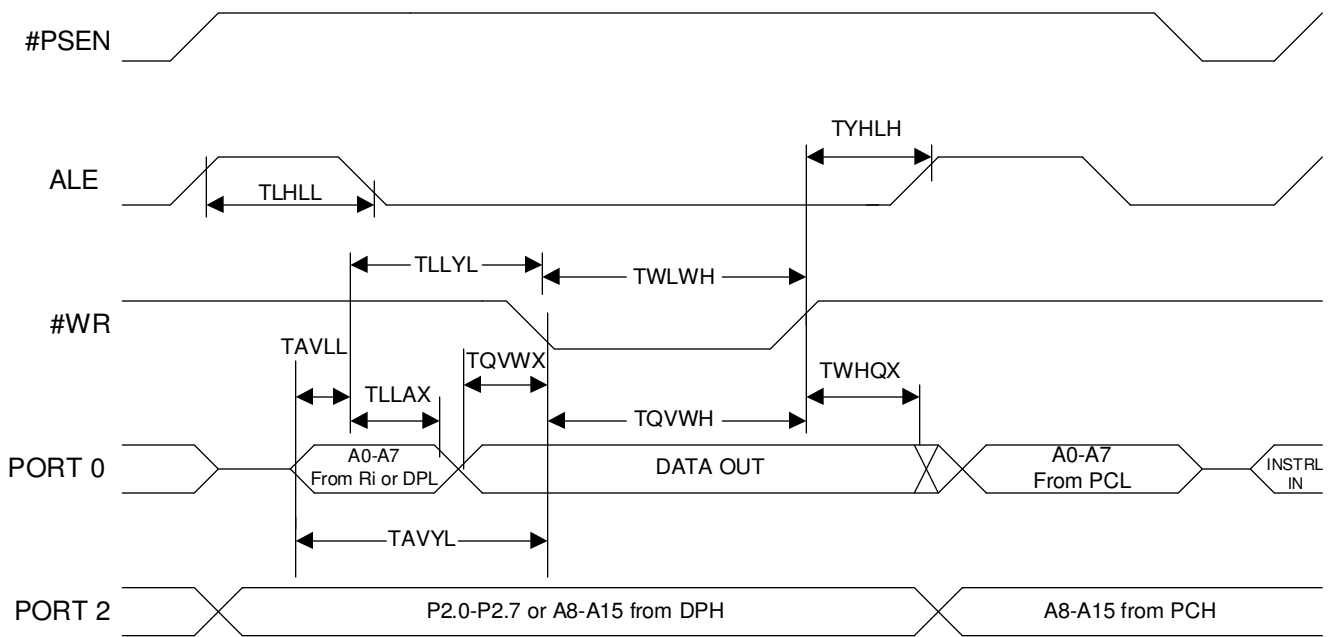 #PSEN
TYHLH
ALE
TLHLL
TLLYL
TWLWH
#WR
TAVLL
TQVWX
TWHQX
TLLAX
TQVWH
PORT 0
A0-A7
From Ri or DPL
DATA OUT
A0-A7
From PCL
INSTRL
IN
TAVYL
PORT 2
P2.0-P2.7 or A8-A15 from DPH
A8-A15 from PCH